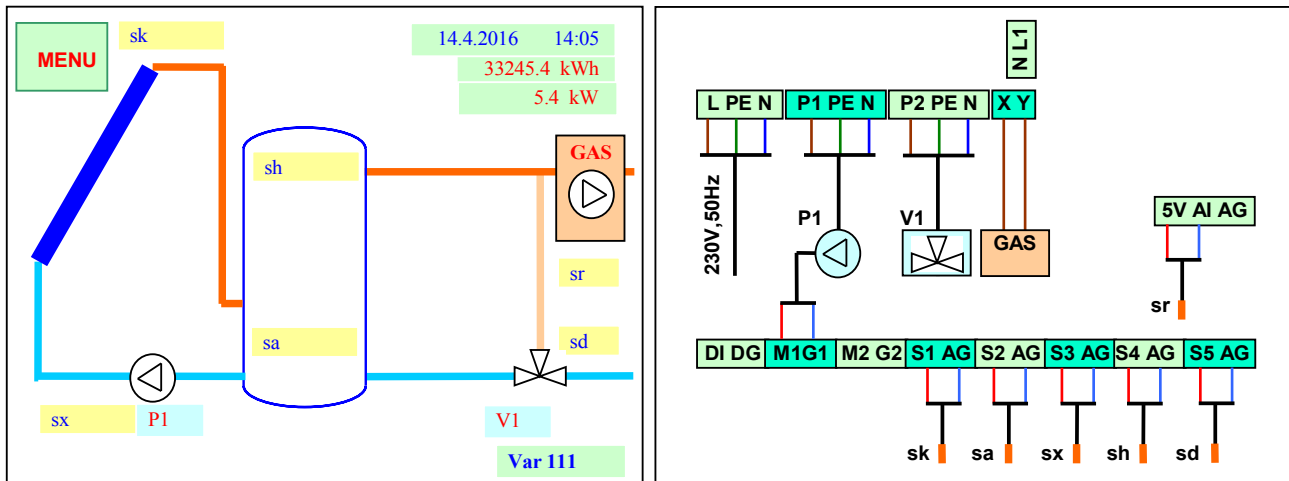 MENU
sk
14.4.2016 14:05
33245.4 kWh
5.4 kW
sh
GAS
sr
sa
sd
sx
P1
V1
Var 111
N L1
L PE N
P1 PE N
P2 PE N
X Y
230V,50Hz
P1
V1
GAS
5V AI AG
sr
DI DG
M1G1
M2 G2
S1 AG
S2 AG
S3 AG
S4 AG
S5 AG
sk
sa
sx
sh
sd